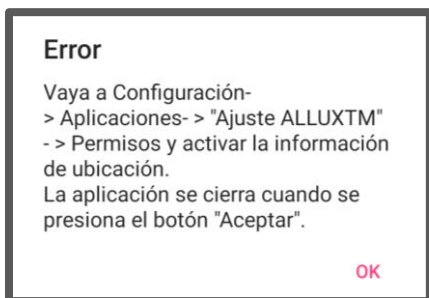 Error
Vaya a Configuración-
> Aplicaciones- > "Ajuste ALLUXTM"
- > Permisos y activar la información
de ubicación.
La aplicación se cierra cuando se
presiona el botón "Aceptar".
OK